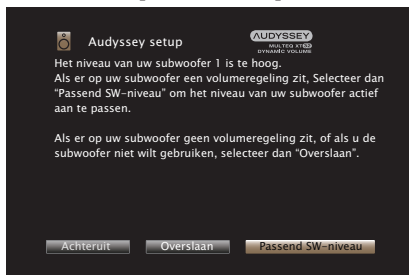 Audyssey setup
AUDYSSEY
MULTEQ XT32
DYNAMIC VOLUME
Het niveau van uw subwoofer 1 is te hoog.
Als er op uw subwoofer een volumeregeling zit, Selecteer dan
“Passend SW-niveau” om het niveau van uw subwoofer actief
aan te passen.
Als er op uw subwoofer geen volumeregeling zit, of als u de
subwoofer niet wilt gebruiken, selecteer dan “Overslaan”.
Achteruit Overslaan Passend SW-niveau